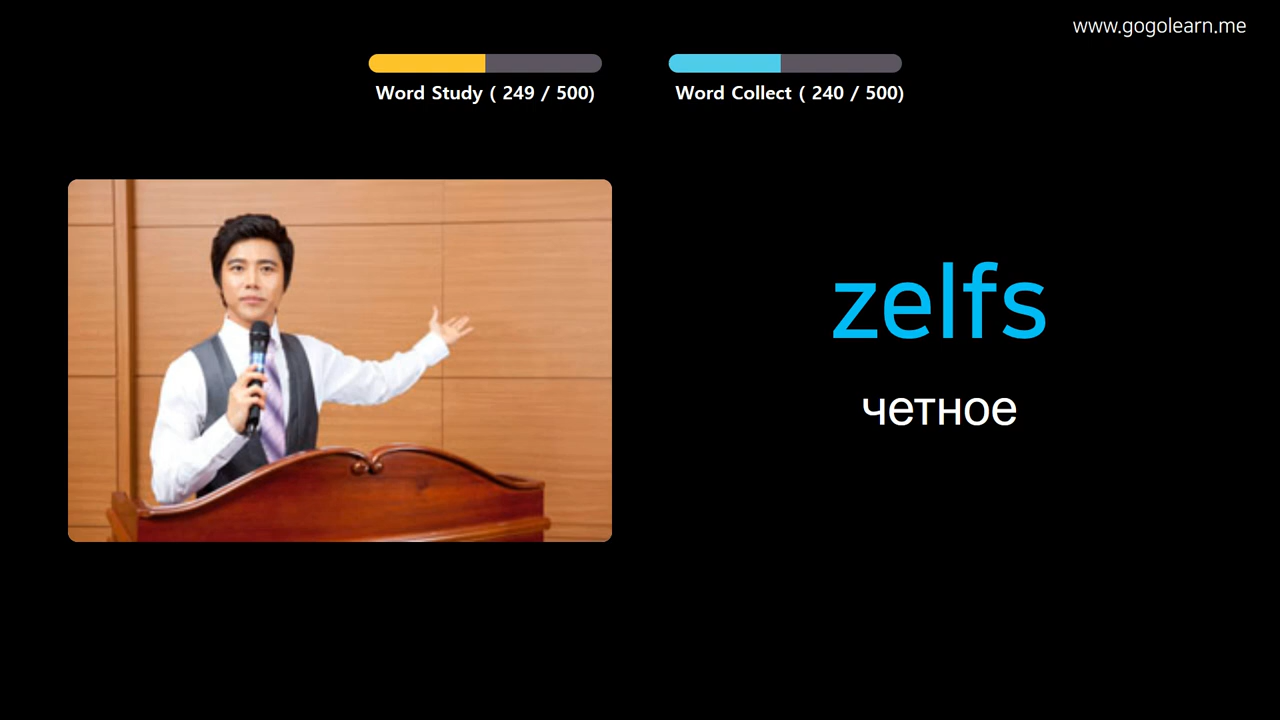 www.gogolearn.me
Word Study ( 249 / 500)
Word Collect ( 240 / 500)
zelfs
четное